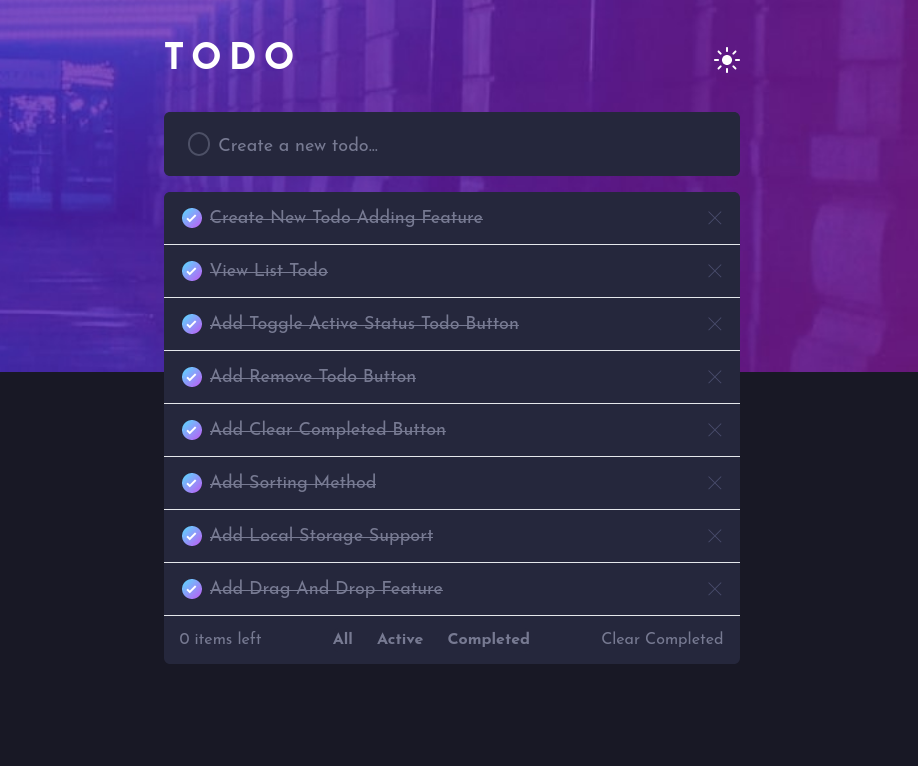 TODO
Create a new todo...
Create New Todo Adding Feature
View List Todo
Add Toggle Active Status Todo Button
Add Remove Todo Button
Add Clear Completed Button
Add Sorting Method
Add Local Storage Support
Add Drag And Drop Feature
0 items left All Active Completed Clear Completed